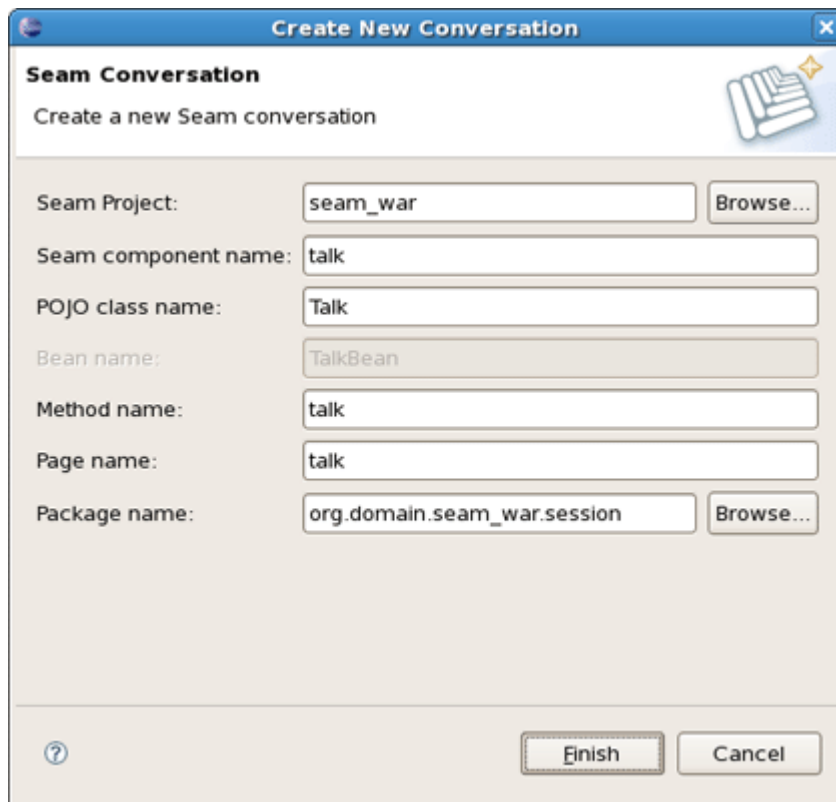 Create New Conversation
Seam Conversation
Create a new Seam conversation
Seam Project: seam_war Browse...
Seam component name: talk
POJO class name: Talk
Bean name: TalkBean
Method name: talk
Page name: talk
Package name: org.domain.seam_war.session Browse...
? Finish Cancel